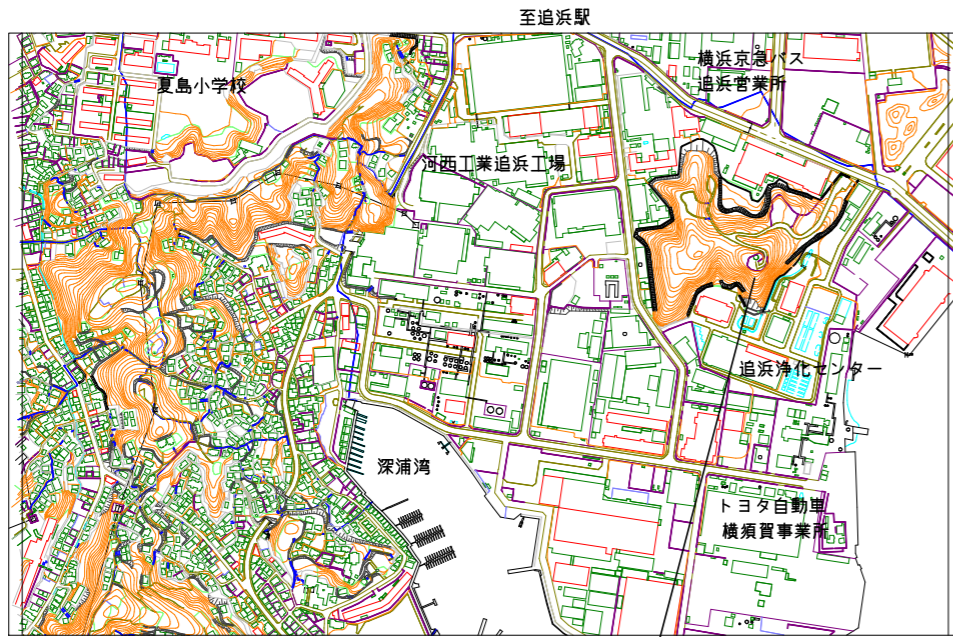 至追浜駅
横浜京急バス
追浜営業所
夏島小学校
河西工業追浜工場
追浜浄化センター
深浦湾
トヨタ自動車
横須賀事業所